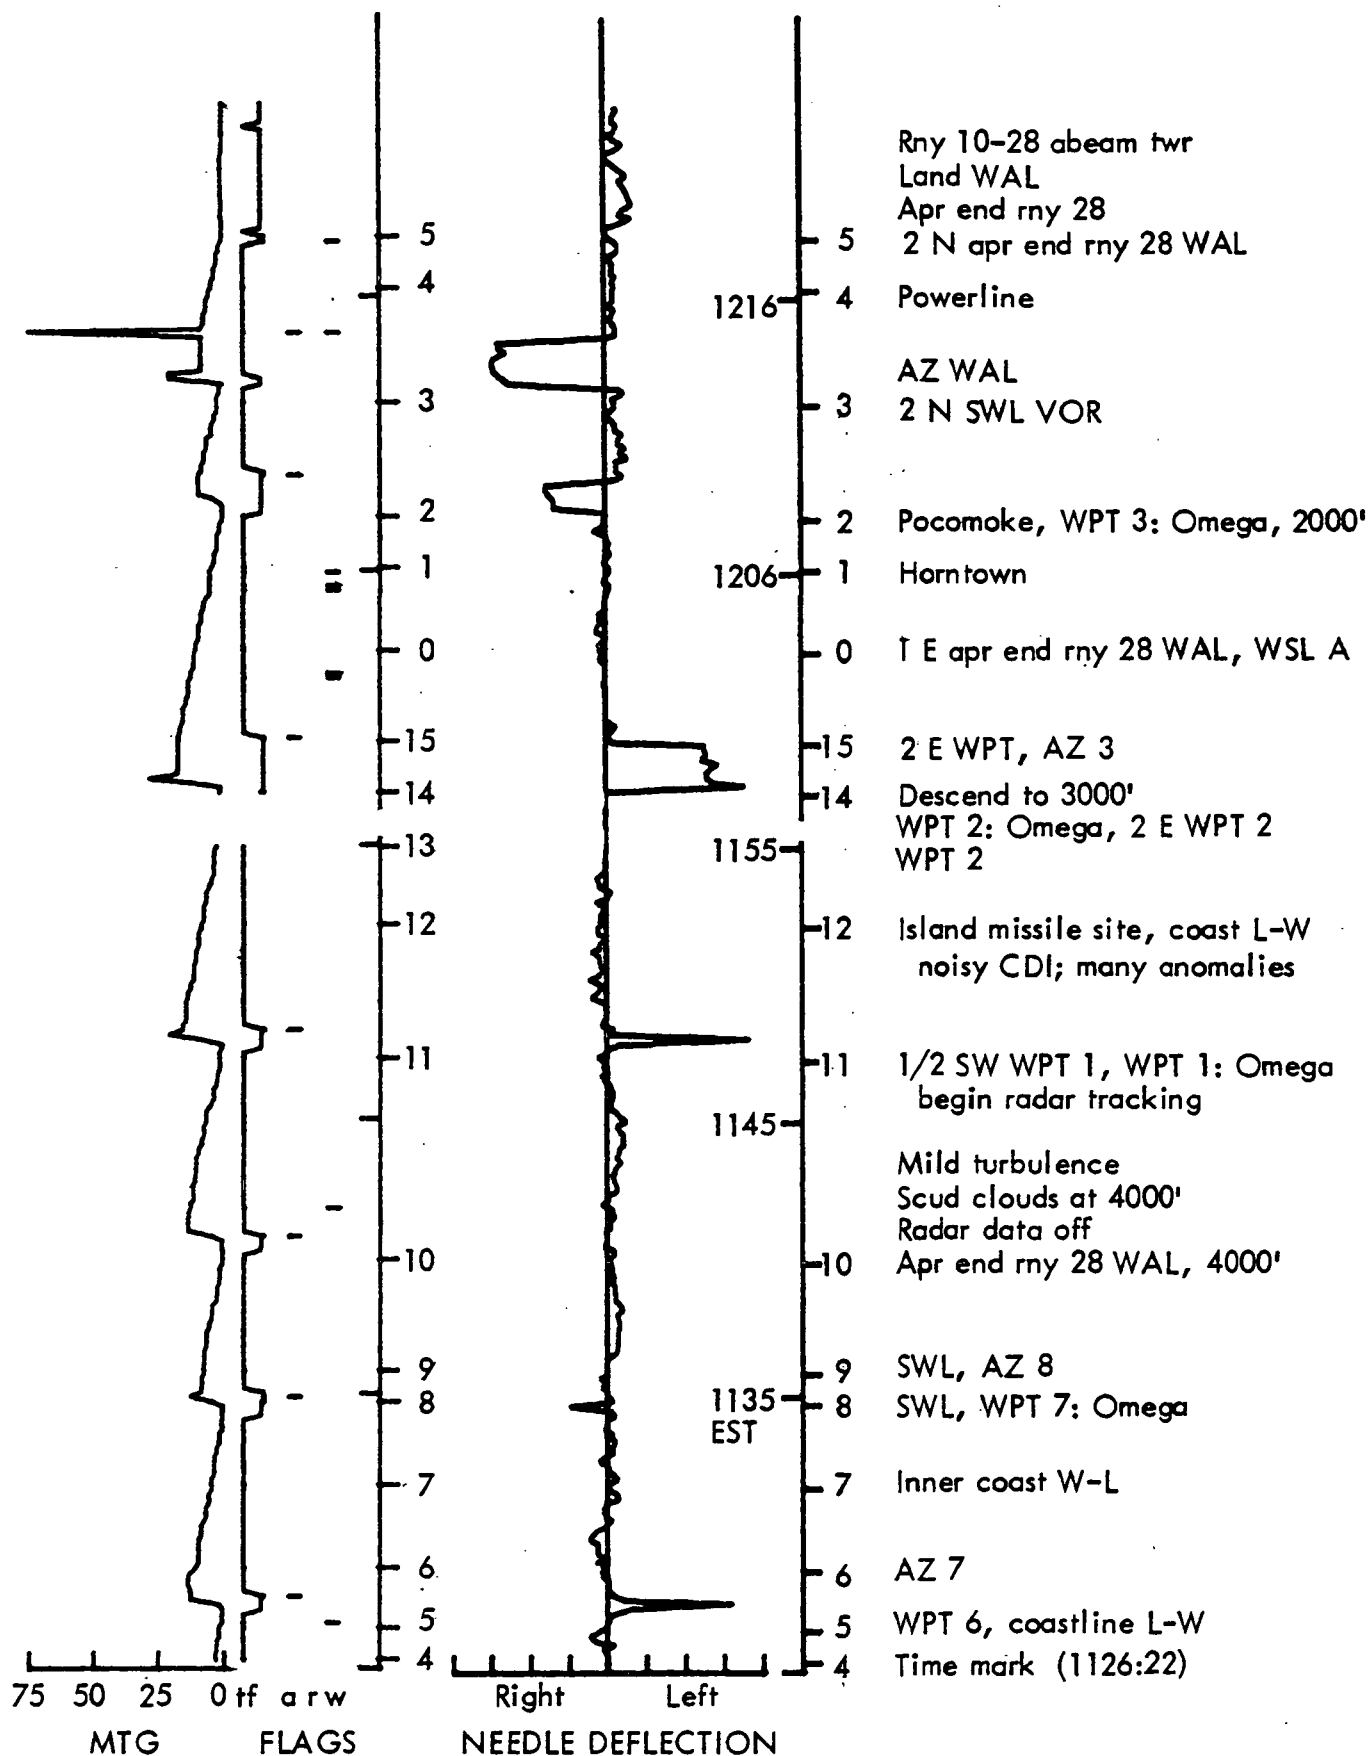 Rny 10-28 abeam twr
Land WAL
Apr end rny 28
5 5 2 N apr end rny 28 WAL
4 1216 4 Powerline
AZ WAL
3 3 2 N SWL VOR
2 2 Pocomoke, WPT 3: Omega, 2000'
1 1206 1 Horntown
0 0 1 E apr end rny 28 WAL, WSL A
15 15 2 E WPT, AZ 3
14 14 Descend to 3000'
WPT 2: Omega, 2 E WPT 2
13 1155 WPT 2
12 12 Island missile site, coast L-W
noisy CDI; many anomalies
11 11 1/2 SW WPT 1, WPT 1: Omega
begin radar tracking
1145
Mild turbulence
Scud clouds at 4000'
Radar data off
10 10 Apr end rny 28 WAL, 4000'
9 9 SWL, AZ 8
8 1135 8 SWL, WPT 7: Omega
EST
7 7 Inner coast W-L
6 6 AZ 7
5 5 WPT 6, coastline L-W
4 4 Time mark (1126:22)
75 50 25 0 tf a r w Right Left
MTG FLAGS NEEDLE DEFLECTION